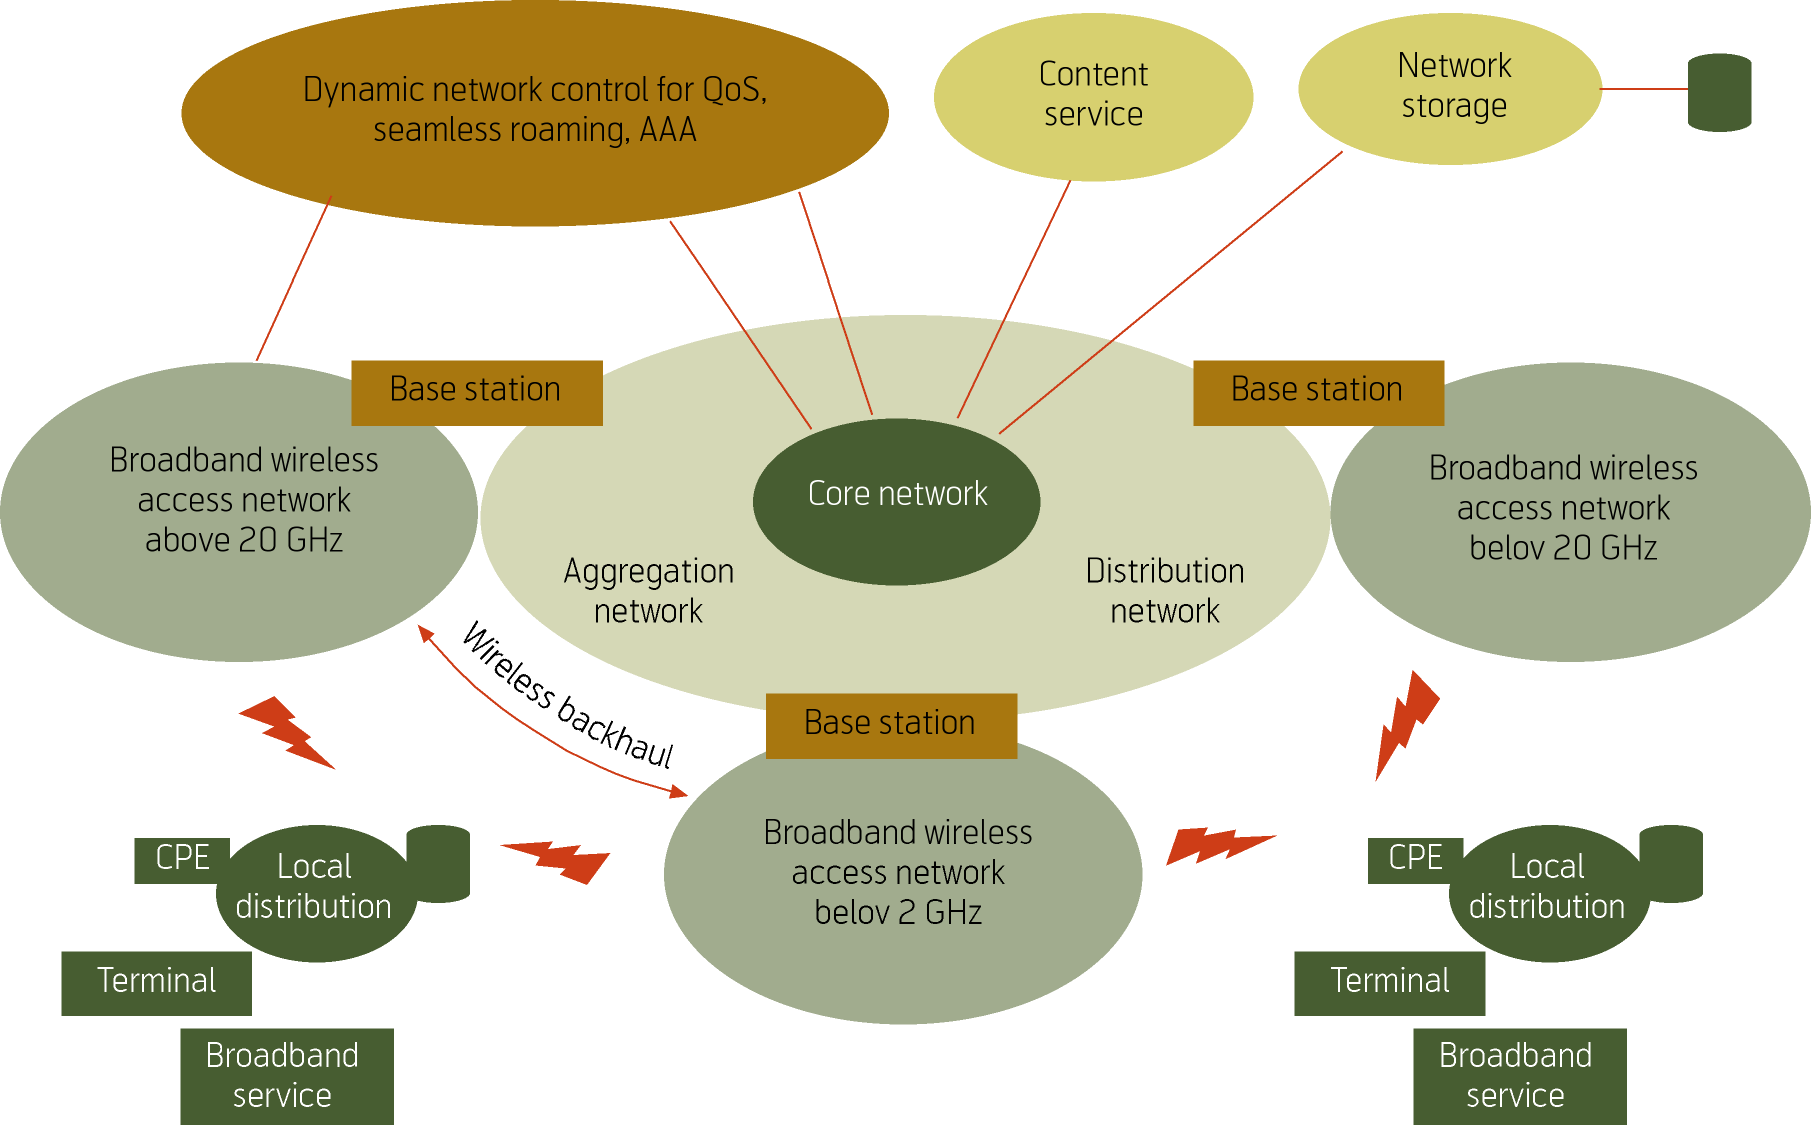 Dynamic network control for QoS,
seamless roaming, AAA
Content
service
Network
storage
Base station
Base station
Broadband wireless
access network
above 20 GHz
Core network
Broadband wireless
access network
belov 20 GHz
Aggregation
network
Distribution
network
Wireless backhaul
Base station
Broadband wireless
access network
belov 2 GHz
CPE
Local
distribution
Terminal
Broadband
service
CPE
Local
distribution
Terminal
Broadband
service